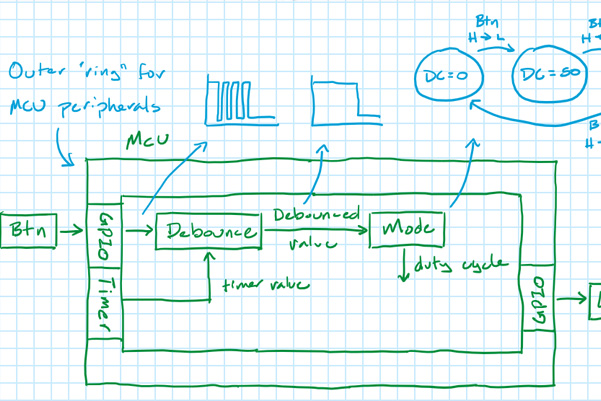 Btn
H→L
Bt
H→
Outer "ring" for
MCU peripherals
DC=0
DC=50
B
H→
MCU
Btn
GPIO
Debounce
Debounced
value
Mode
timer value
duty cycle
Timer
GPIO